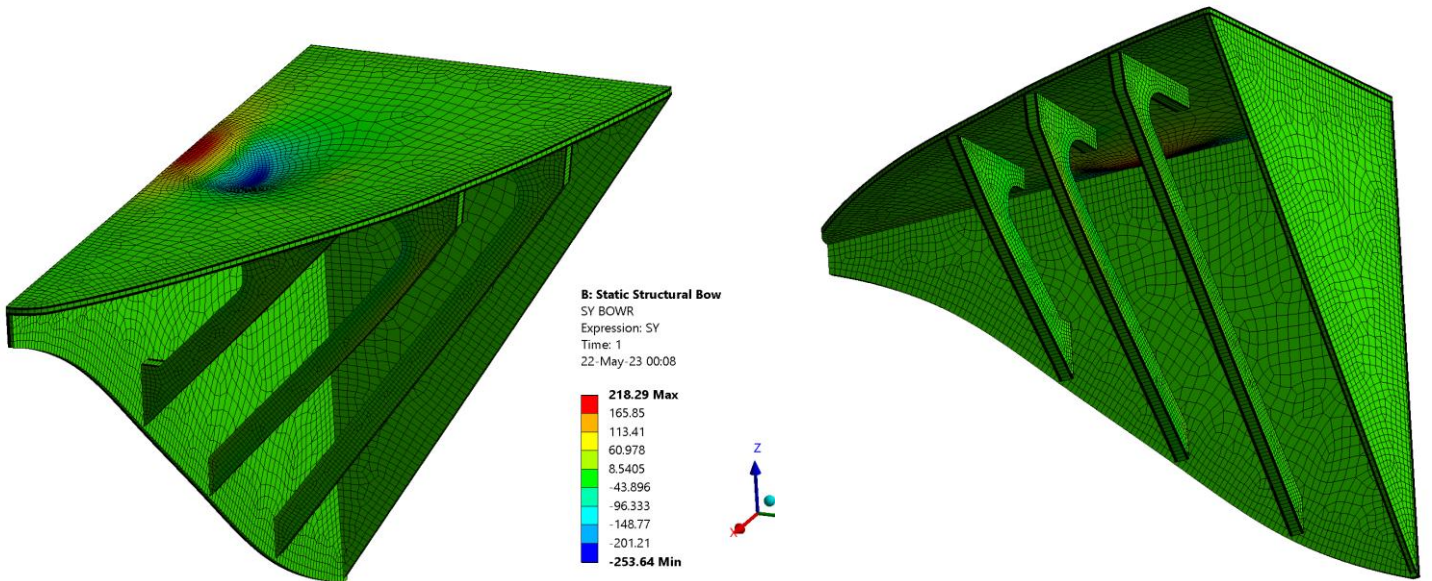 B: Static Structural Bow
SY BOWR
Expression: SY
Time: 1
22-May-23 00:08
218.29 Max
165.85
113.41
60.978
8.5405
-43.896
-96.333
-148.77
-201.21
-253.64 Min
Z
X